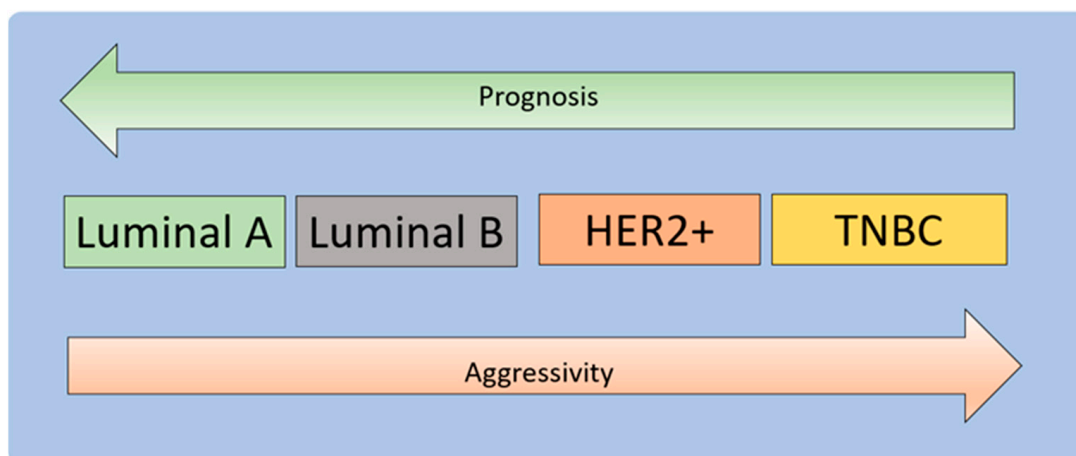 Prognosis
Luminal A
Luminal B
HER2+
TNBC
Aggressivity